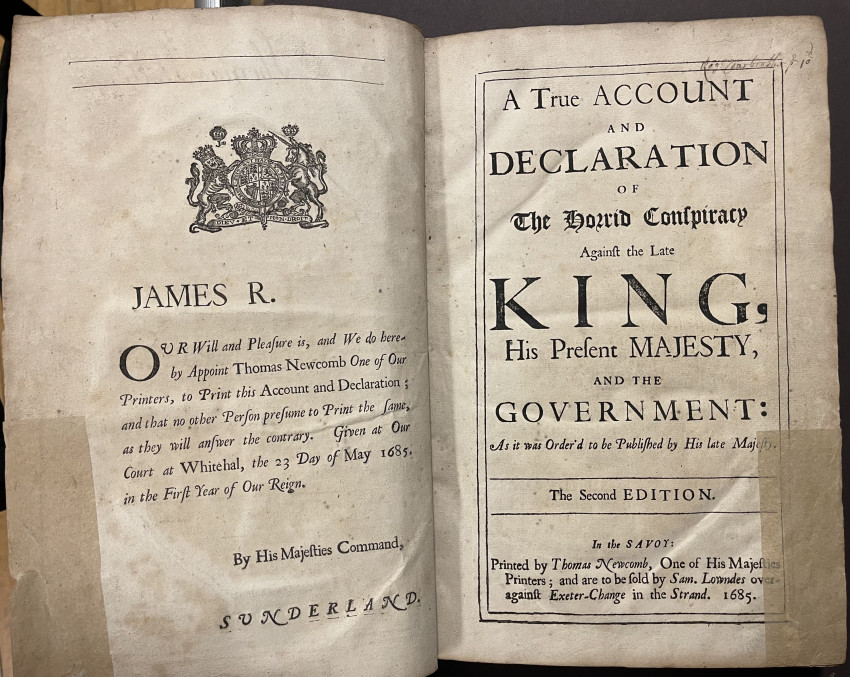 DIEU ET MON DROIT
JAMES R.
OUR Will and Pleaſure is, and We do here-
by Appoint Thomas Newcomb One of Our
Printers, to Print this Account and Declaration;
and that no other Perſon preſume to Print the ſame,
as they will anſwer the contrary. Given at Our
Court at Whitehal, the 23 Day of May 1685.
in the Firſt Year of Our Reign.
By His Majeſties Command,
SUNDERLAND.
A True ACCOUNT
AND
DECLARATION
OF
The Horrid Conſpiracy
Againſt the Late
KING,
His Preſent MAJESTY,
AND THE
GOVERNMENT:
As it was Order'd to be Publiſhed by His late Majeſty.
The Second EDITION.
In the SAVOY:
Printed by Thomas Newcomb, One of His Majeſties
Printers; and are to be ſold by Sam. Lowndes over-
againſt Exeter-Change in the Strand. 1685.